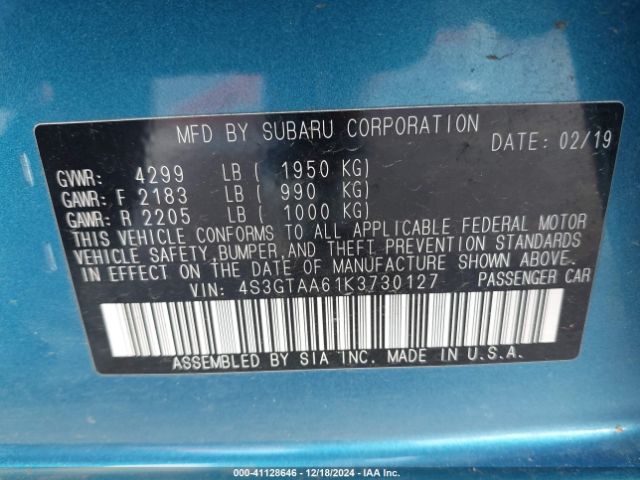 MFD BY SUBARU CORPORATION
DATE: 02/19
GVWR: 4299 LB ( 1950 KG)
GAWR: F 2183 LB ( 990 KG)
GAWR: R 2205 LB ( 1000 KG)
THIS VEHICLE CONFORMS TO ALL APPLICABLE FEDERAL MOTOR
VEHICLE SAFETY, BUMPER, AND THEFT PREVENTION STANDARDS
IN EFFECT ON THE DATE OF MANUFACTURE SHOWN ABOVE.
VIN: 4S3GTAA61K3730127 PASSENGER CAR
ASSEMBLED BY SIA INC. MADE IN U.S.A.
000-41128646 • 12/18/2024 - IAA Inc.